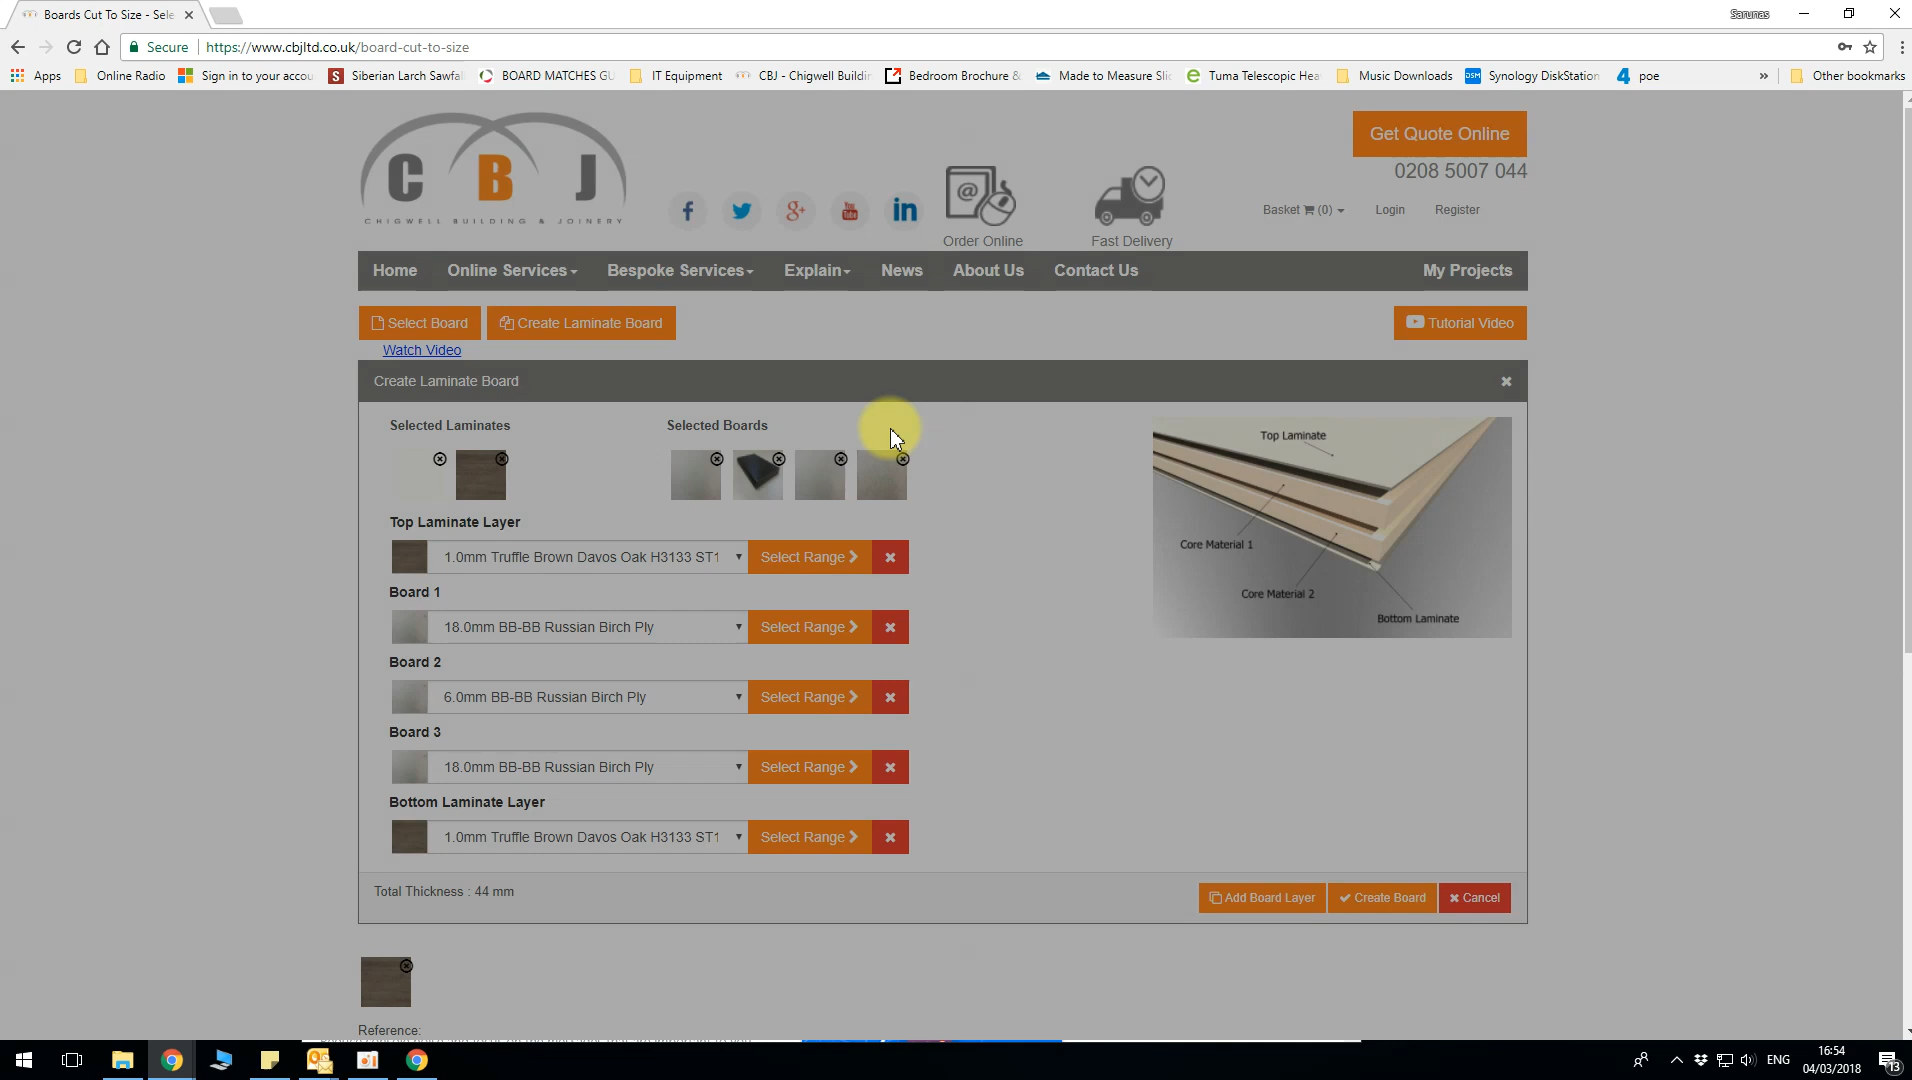 Boards Cut To Size - Sele
Sarunas
Secure
https://www.cbjltd.co.uk/board-cut-to-size
Apps
Online Radio
Sign in to your accou
Siberian Larch Sawfal
BOARD MATCHES GU
IT Equipment
CBJ - Chigwell Buildin
Bedroom Brochure &
Made to Measure Slid
Tuma Telescopic Hea
Music Downloads
DSM
Synology DiskStation
poe
»
Other bookmarks
C B J
CHIGWELL BUILDING & JOINERY
Order Online
Fast Delivery
Get Quote Online
0208 5007 044
Basket (0)
Login
Register
Home
Online Services
Bespoke Services
Explain
News
About Us
Contact Us
My Projects
Select Board
Create Laminate Board
Tutorial Video
Watch Video
Create Laminate Board
Selected Laminates
Selected Boards
Top Laminate Layer
1.0mm Truffle Brown Davos Oak H3133 ST1
Select Range
Board 1
18.0mm BB-BB Russian Birch Ply
Select Range
Board 2
6.0mm BB-BB Russian Birch Ply
Select Range
Board 3
18.0mm BB-BB Russian Birch Ply
Select Range
Bottom Laminate Layer
1.0mm Truffle Brown Davos Oak H3133 ST1
Select Range
Top Laminate
Core Material 1
Core Material 2
Bottom Laminate
Total Thickness : 44 mm
Add Board Layer
Create Board
Cancel
Reference:
ENG
16:54
04/03/2018
13